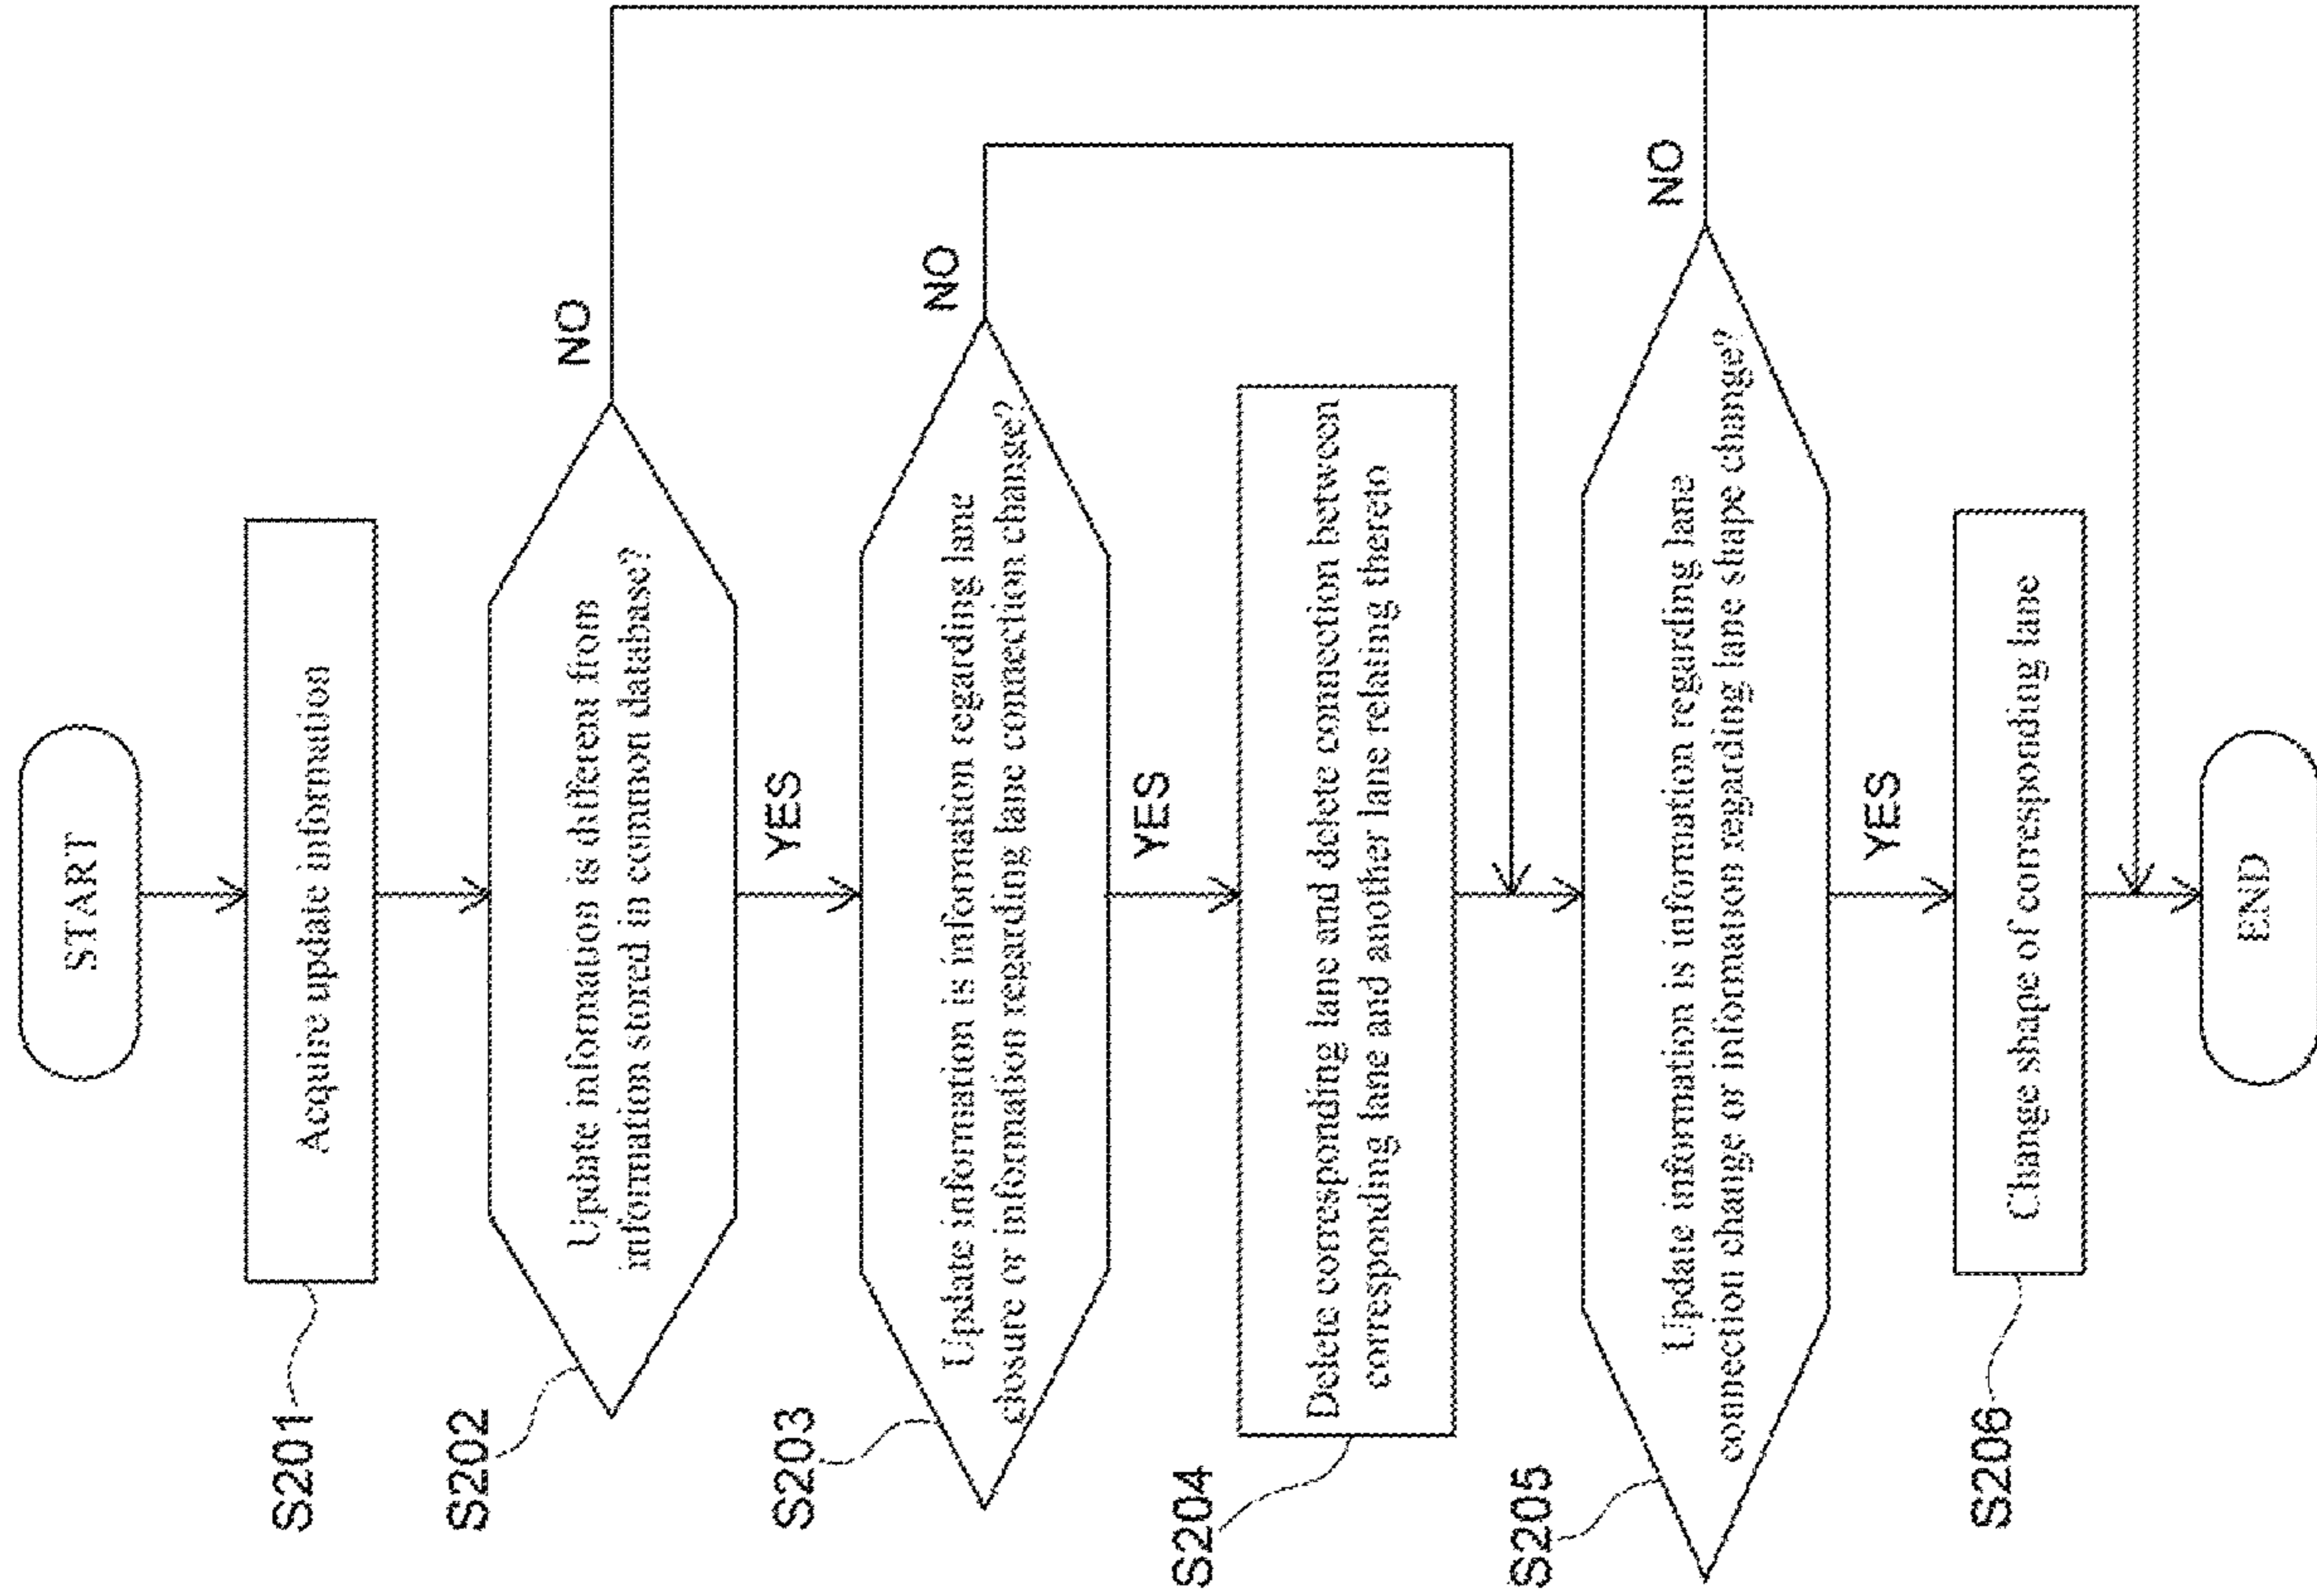 START
S201
Acquire update information
S202
Update information is different from
information stored in common database?
NO
YES
S203
Update information is information regarding lane
closure or information regarding lane connection change?
NO
YES
S204
Delete corresponding lane and delete connection between
corresponding lane and another lane relating thereto
S205
Update information is information regarding lane
connection change or information regarding lane shape change?
NO
YES
S206
Change shape of corresponding lane
END